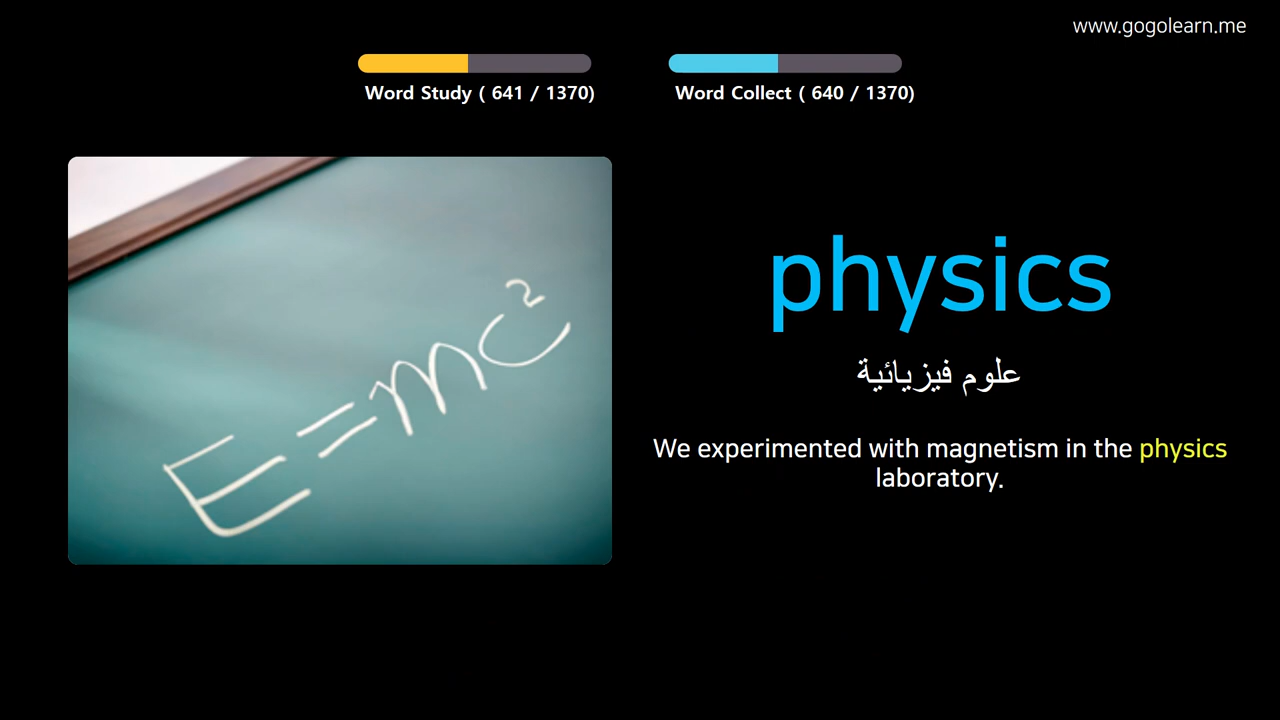 www.gogolearn.me
Word Study ( 641 / 1370)
Word Collect ( 640 / 1370)
E=mc²
physics
علوم فيزيائية
We experimented with magnetism in the physics
laboratory.